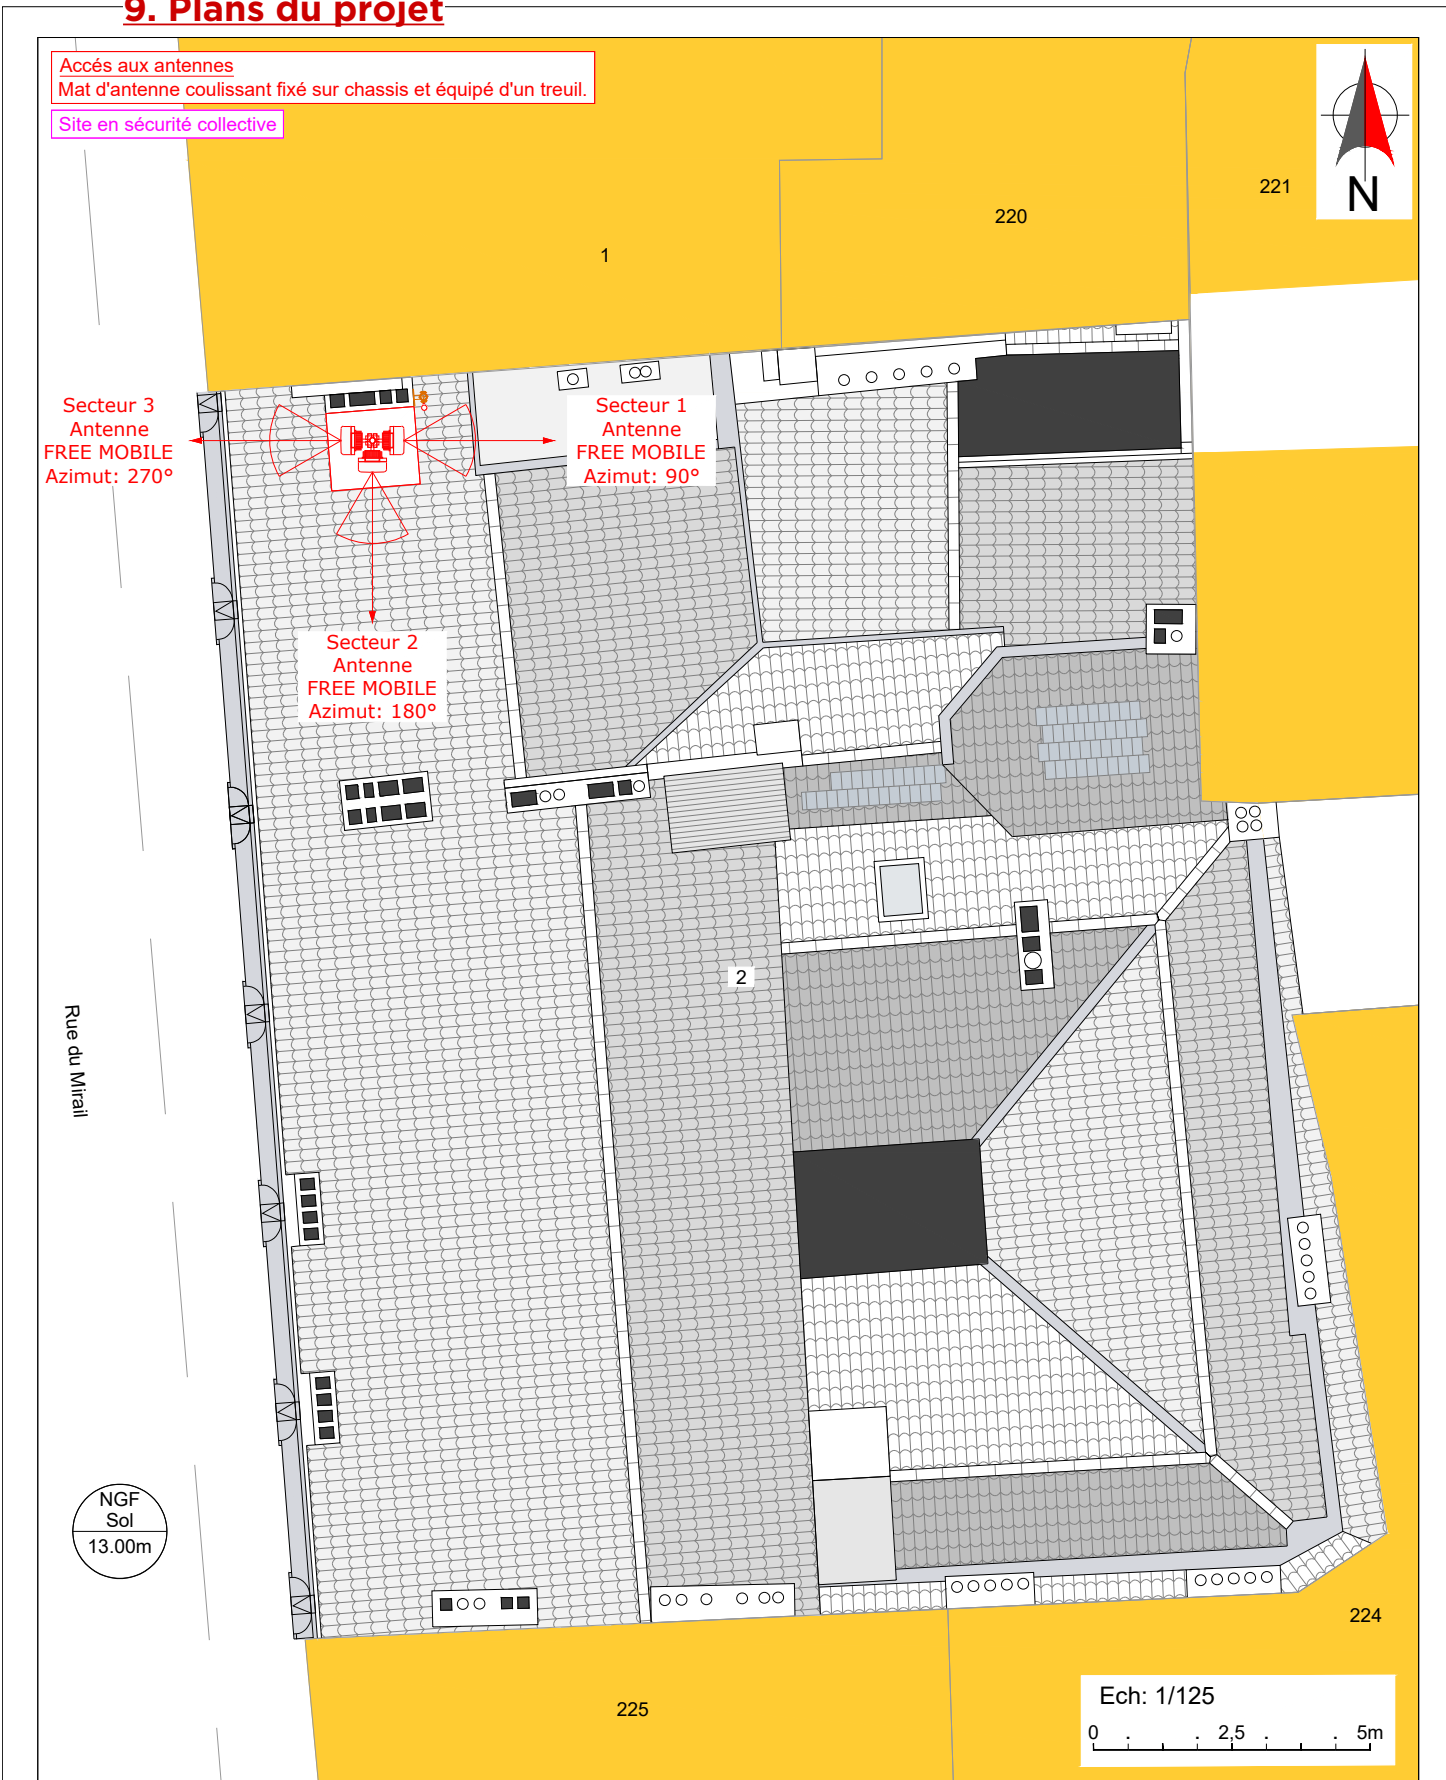 9. Plans du projet
Accés aux antennes
Mat d'antenne coulissant fixé sur chassis et équipé d'un treuil.
Site en sécurité collective
N
221
220
1
Secteur 3
Antenne
FREE MOBILE
Azimut: 270°
Secteur 1
Antenne
FREE MOBILE
Azimut: 90°
Secteur 2
Antenne
FREE MOBILE
Azimut: 180°
2
Rue du Mirail
NGF
Sol
13.00m
224
225
Ech: 1/125
0 . . 2,5 . . 5m